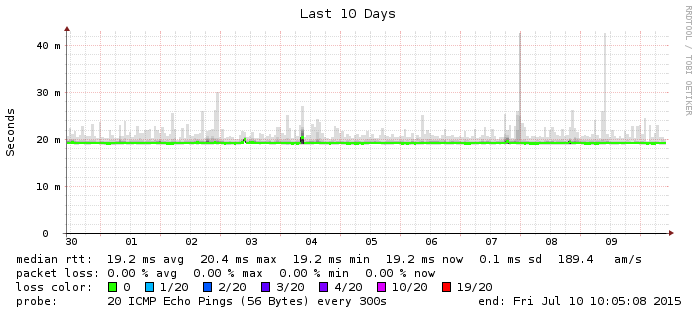 Last 10 Days
RRDTOOL / TOBI OETIKER
Seconds
40 m
30 m
20 m
10 m
0
30 01 02 03 04 05 06 07 08 09
median rtt: 19.2 ms avg 20.4 ms max 19.2 ms min 19.2 ms now 0.1 ms sd 189.4 am/s
packet loss: 0.00 % avg 0.00 % max 0.00 % min 0.00 % now
loss color: 0 1/20 2/20 3/20 4/20 10/20 19/20
probe: 20 ICMP Echo Pings (56 Bytes) every 300s end: Fri Jul 10 10:05:08 2015